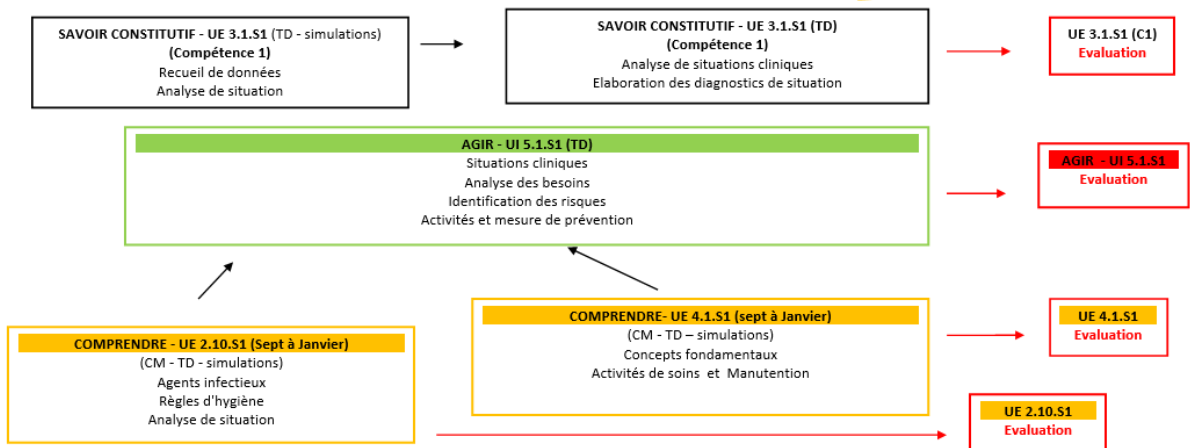 SAVOIR CONSTITUTIF - UE 3.1.S1 (TD - simulations)
(Compétence 1)
Recueil de données
Analyse de situation
SAVOIR CONSTITUTIF - UE 3.1.S1 (TD)
(Compétence 1)
Analyse de situations cliniques
Elaboration des diagnostics de situation
UE 3.1.S1 (C1)
Evaluation
AGIR - UI 5.1.S1 (TD)
Situations cliniques
Analyse des besoins
Identification des risques
Activités et mesure de prévention
AGIR - UI 5.1.S1
Evaluation
COMPRENDRE - UE 2.10.S1 (Sept à Janvier)
(CM - TD - simulations)
Agents infectieux
Règles d'hygiène
Analyse de situation
COMPRENDRE- UE 4.1.S1 (sept à Janvier)
(CM - TD – simulations)
Concepts fondamentaux
Activités de soins et Manutention
UE 4.1.S1
Evaluation
UE 2.10.S1
Evaluation